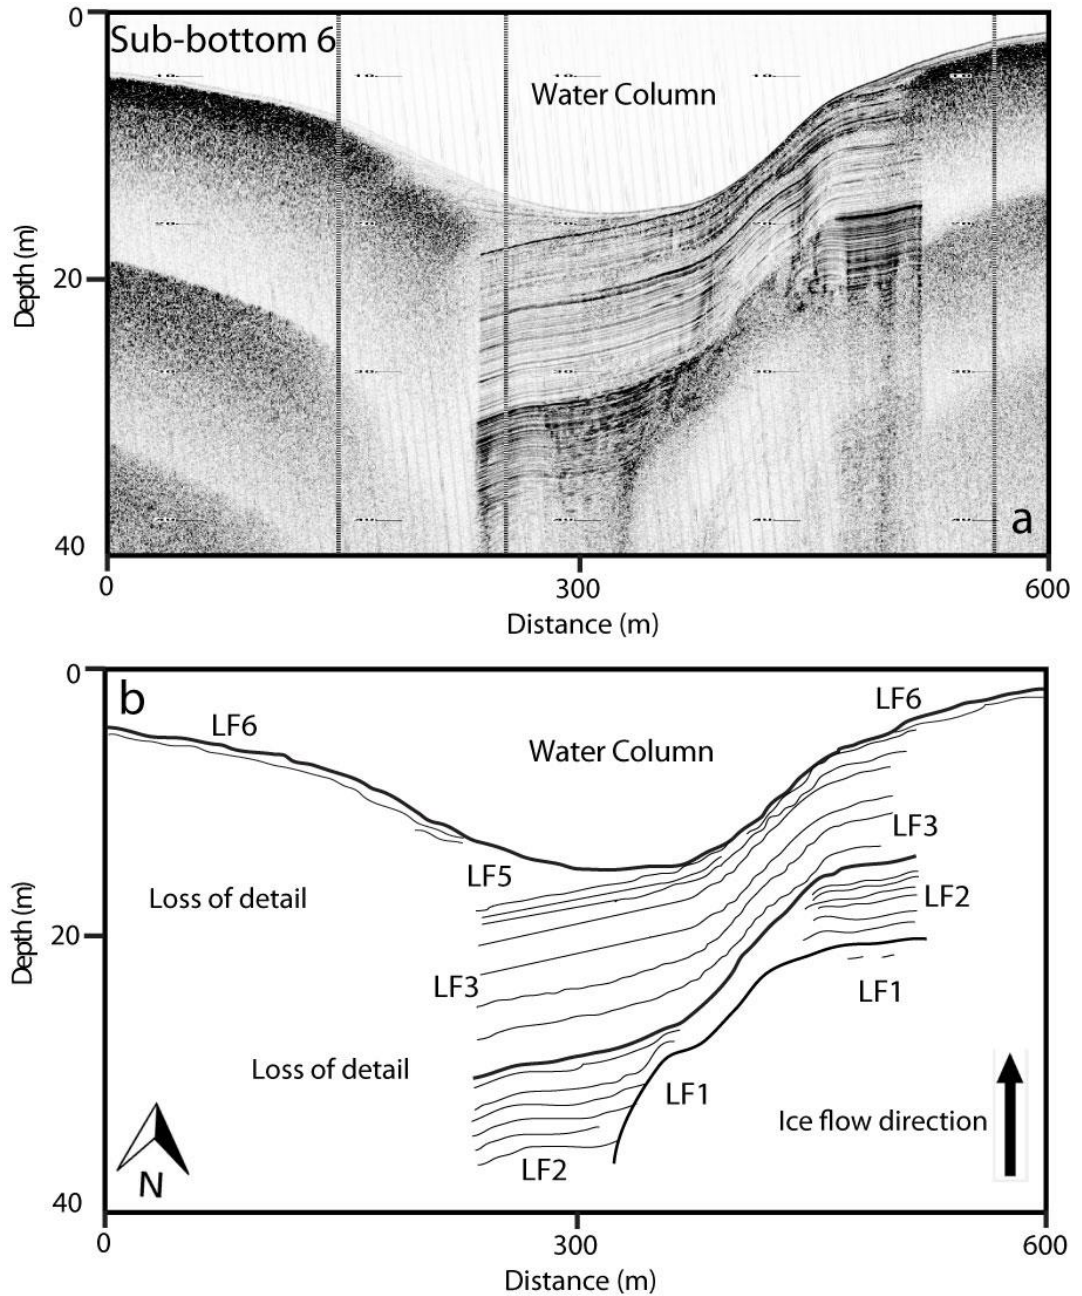 0
Sub-bottom 6
Water Column
Depth (m)
20
a
40
0
300
600
Distance (m)
0
b
LF6
LF6
Water Column
LF3
LF5
Loss of detail
LF2
Depth (m)
20
LF3
LF1
Loss of detail
LF1
Ice flow direction
N
LF2
40
0
300
600
Distance (m)